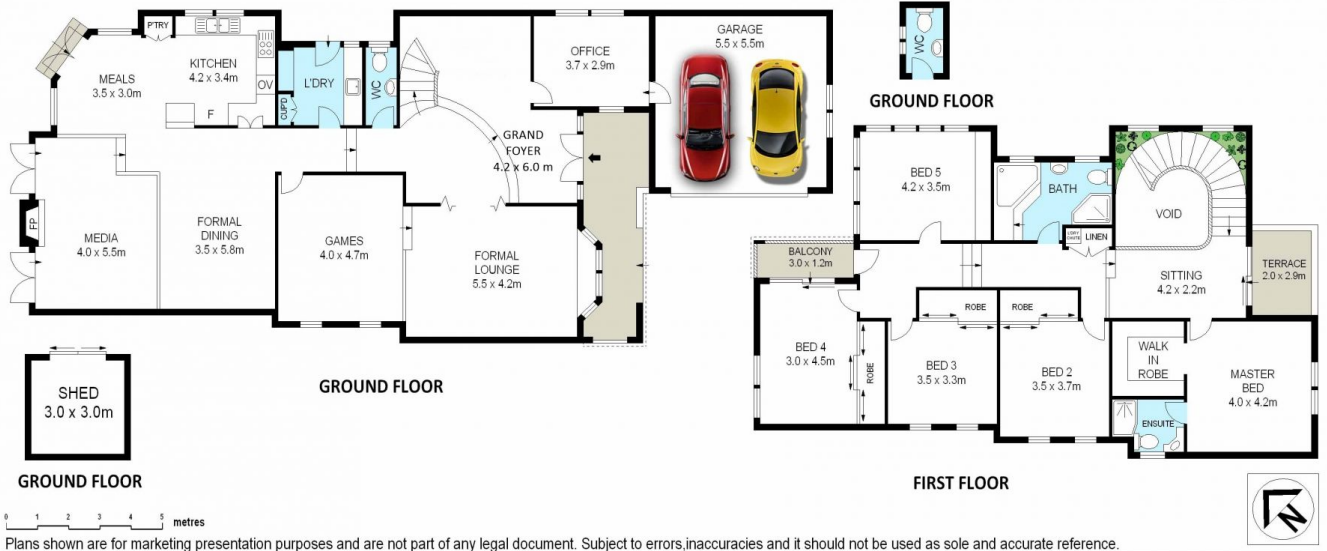 P'TRY
KITCHEN
4.2 x 3.4m
MEALS
3.5 x 3.0m
OV
F
L'DRY
CUP'D
WC
OFFICE
3.7 x 2.9m
GARAGE
5.5 x 5.5m
GRAND
FOYER
4.2 x 6.0 m
FP
MEDIA
4.0 x 5.5m
FORMAL
DINING
3.5 x 5.8m
GAMES
4.0 x 4.7m
FORMAL
LOUNGE
5.5 x 4.2m
GROUND FLOOR
SHED
3.0 x 3.0m
GROUND FLOOR
WC
GROUND FLOOR
BED 5
4.2 x 3.5m
BATH
L'DRY
CHUTE
LINEN
VOID
BALCONY
3.0 x 1.2m
SITTING
4.2 x 2.2m
TERRACE
2.0 x 2.9m
BED 4
3.0 x 4.5m
ROBE
ROBE
BED 3
3.5 x 3.3m
ROBE
BED 2
3.5 x 3.7m
WALK
IN
ROBE
ENSUITE
MASTER
BED
4.0 x 4.2m
FIRST FLOOR
N
0 1 2 3 4 5 metres
Plans shown are for marketing presentation purposes and are not part of any legal document. Subject to errors,inaccuracies and it should not be used as sole and accurate reference.